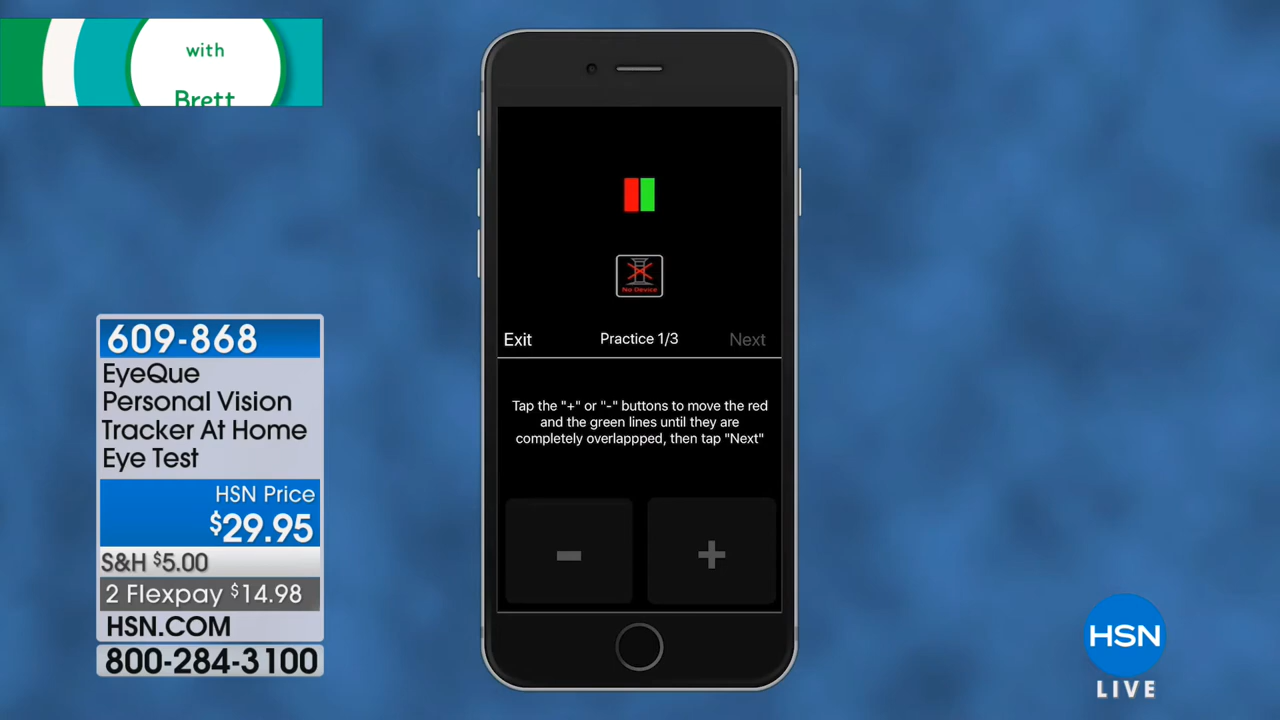 with
Brett
609-868
EyeQue
Personal Vision
Tracker At Home
Eye Test
HSN Price
$29.95
S&H $5.00
2 Flexpay $14.98
HSN.COM
800-284-3100
No Device
Exit
Practice 1/3
Next
Tap the "+" or "-" buttons to move the red
and the green lines until they are
completely overlappped, then tap "Next"
-
+
HSN
LIVE